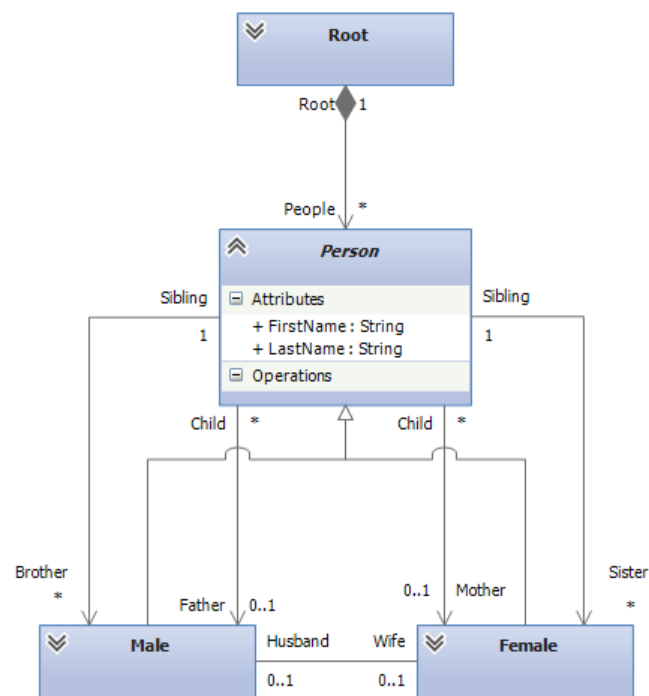 Root
Root 1
People *
Person
Sibling
Attributes
Sibling
1
+ FirstName : String
+ LastName : String
1
Operations
Child *
Child *
Brother
*
Father 0..1
0..1 Mother
Sister
*
Male
Husband
Wife
Female
0..1
0..1